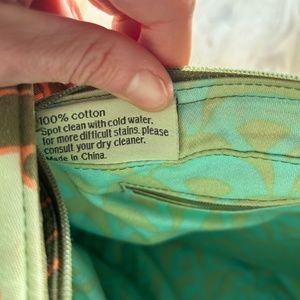 100% cotton
Spot clean with cold water.
for more difficult stains, please
consult your dry cleaner.
Made in China.